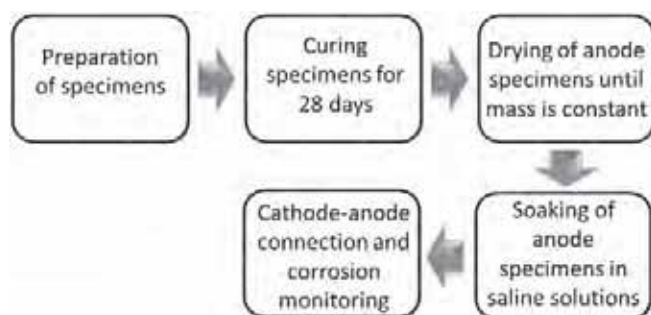 Preparation
of specimens
Curing
specimens for
28 days
Drying of anode
specimens until
mass is constant
Soaking of
anode
specimens in
saline solutions
Cathode-anode
connection and
corrosion
monitoring